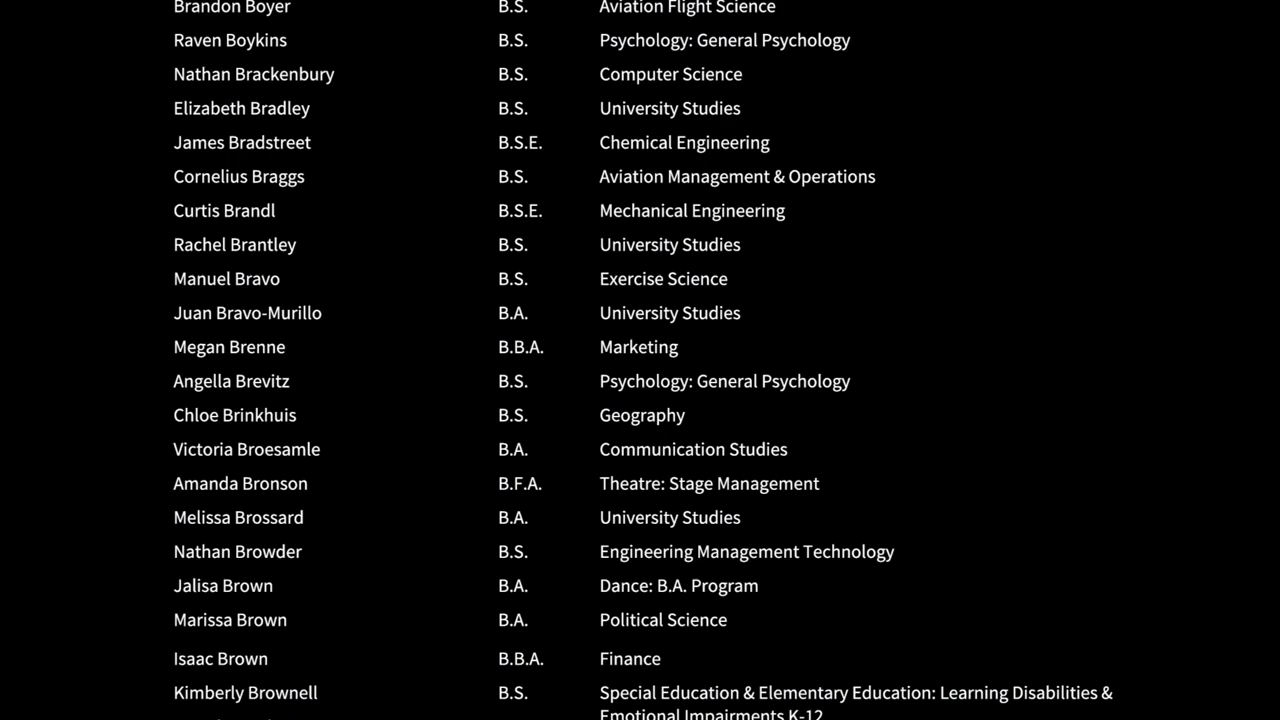 Brandon Boyer B.S. Aviation Flight Science
Raven Boykins B.S. Psychology: General Psychology
Nathan Brackenbury B.S. Computer Science
Elizabeth Bradley B.S. University Studies
James Bradstreet B.S.E. Chemical Engineering
Cornelius Braggs B.S. Aviation Management & Operations
Curtis Brandl B.S.E. Mechanical Engineering
Rachel Brantley B.S. University Studies
Manuel Bravo B.S. Exercise Science
Juan Bravo-Murillo B.A. University Studies
Megan Brenne B.B.A. Marketing
Angella Brevitz B.S. Psychology: General Psychology
Chloe Brinkhuis B.S. Geography
Victoria Broesamle B.A. Communication Studies
Amanda Bronson B.F.A. Theatre: Stage Management
Melissa Brossard B.A. University Studies
Nathan Browder B.S. Engineering Management Technology
Jalisa Brown B.A. Dance: B.A. Program
Marissa Brown B.A. Political Science
Isaac Brown B.B.A. Finance
Kimberly Brownell B.S. Special Education & Elementary Education: Learning Disabilities &
Emotional Impairments K-12